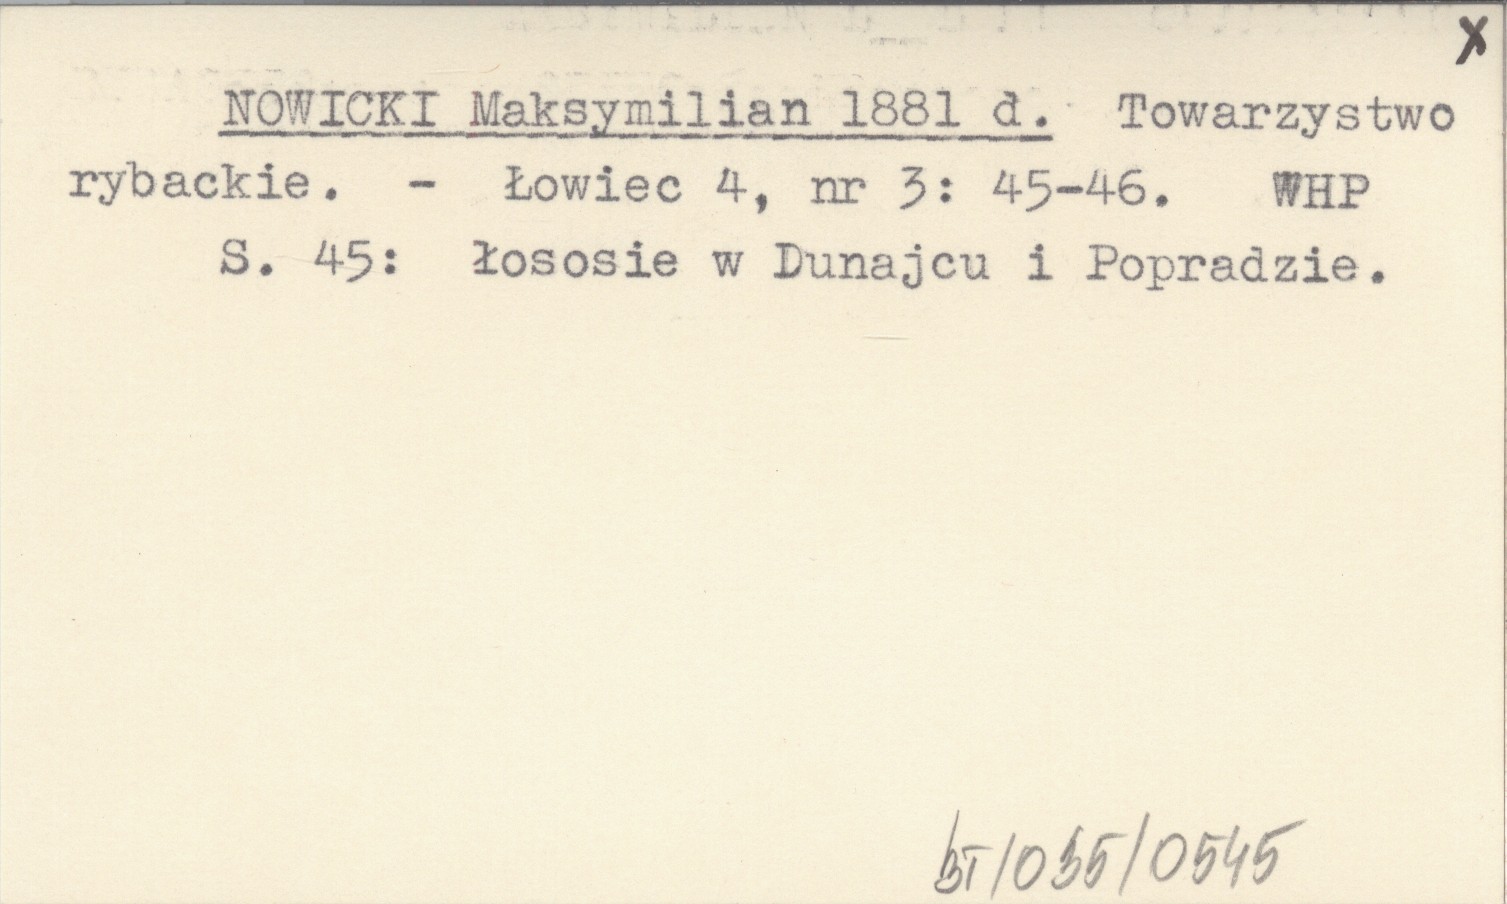 x
NOWICKI Maksymilian 1881 d. Towarzystwo
rybackie. - Łowiec 4, nr 3: 45-46. WHP
S. 45: łososie w Dunajcu i Popradzie.
BT/035/0545